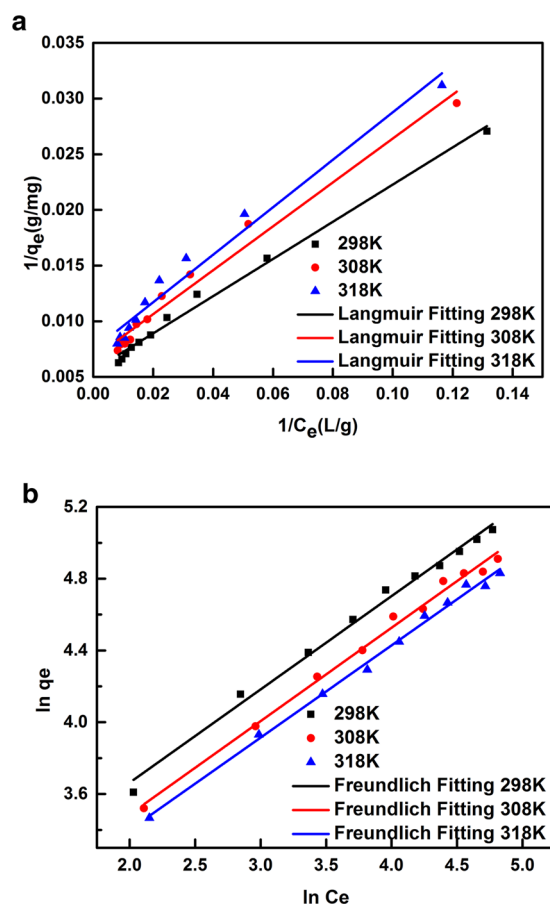 a
0.035
0.030
0.025
0.020
0.015
0.010
0.005
1/qe(g/mg)
298K
308K
318K
Langmuir Fitting 298K
Langmuir Fitting 308K
Langmuir Fitting 318K
0.00 0.02 0.04 0.06 0.08 0.10 0.12 0.14
1/Ce(L/g)
b
5.2
4.8
4.4
4.0
3.6
ln qe
298K
308K
318K
Freundlich Fitting 298K
Freundlich Fitting 308K
Freundlich Fitting 318K
2.0 2.5 3.0 3.5 4.0 4.5 5.0
ln Ce